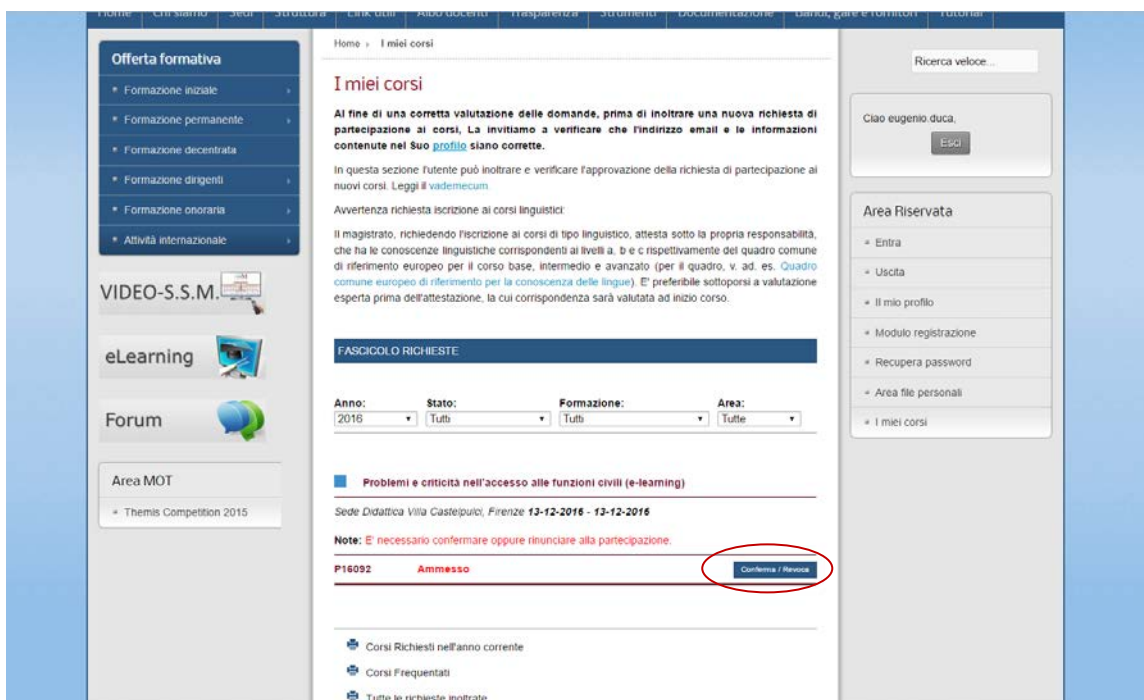 Home Chi siamo Sedi Struttura Link utili Albo docenti Trasparenza Strumenti Documentazione Bandi, gare e fornitori Tutorial
Offerta formativa
Formazione iniziale
Formazione permanente
Formazione decentrata
Formazione dirigenti
Formazione onoraria
Attività internazionale
VIDEO-S.S.M.
eLearning
Forum
Area MOT
Themis Competition 2015
Home › I miei corsi
I miei corsi
Al fine di una corretta valutazione delle domande, prima di inoltrare una nuova richiesta di
partecipazione ai corsi, La invitiamo a verificare che l'indirizzo email e le informazioni
contenute nel Suo profilo siano corrette.
In questa sezione l'utente può inoltrare e verificare l'approvazione della richiesta di partecipazione ai
nuovi corsi. Leggi il vademecum
Avvertenza richiesta iscrizione ai corsi linguistici:
Il magistrato, richiedendo l'iscrizione ai corsi di tipo linguistico, attesta sotto la propria responsabilità,
che ha le conoscenze linguistiche corrispondenti ai livelli a, b e c rispettivamente del quadro comune
di riferimento europeo per il corso base, intermedio e avanzato (per il quadro, v. ad. es. Quadro
comune europeo di riferimento per la conoscenza delle lingue). E' preferibile sottoporsi a valutazione
esperta prima dell'attestazione, la cui corrispondenza sarà valutata ad inizio corso.
FASCICOLO RICHIESTE
Anno: Stato: Formazione: Area:
2016 Tutti Tutti Tutte
Problemi e criticità nell'accesso alle funzioni civili (e-learning)
Sede Didattica Villa Castelpulci, Firenze 13-12-2016 - 13-12-2016
Note: E' necessario confermare oppure rinunciare alla partecipazione.
P16092 Ammesso Conferma / Revoca
Corsi Richiesti nell'anno corrente
Corsi Frequentati
Tutte le richieste inoltrate
Ricerca veloce...
Ciao eugenio.duca,
Esci
Area Riservata
Entra
Uscita
Il mio profilo
Modulo registrazione
Recupera password
Area file personali
I miei corsi